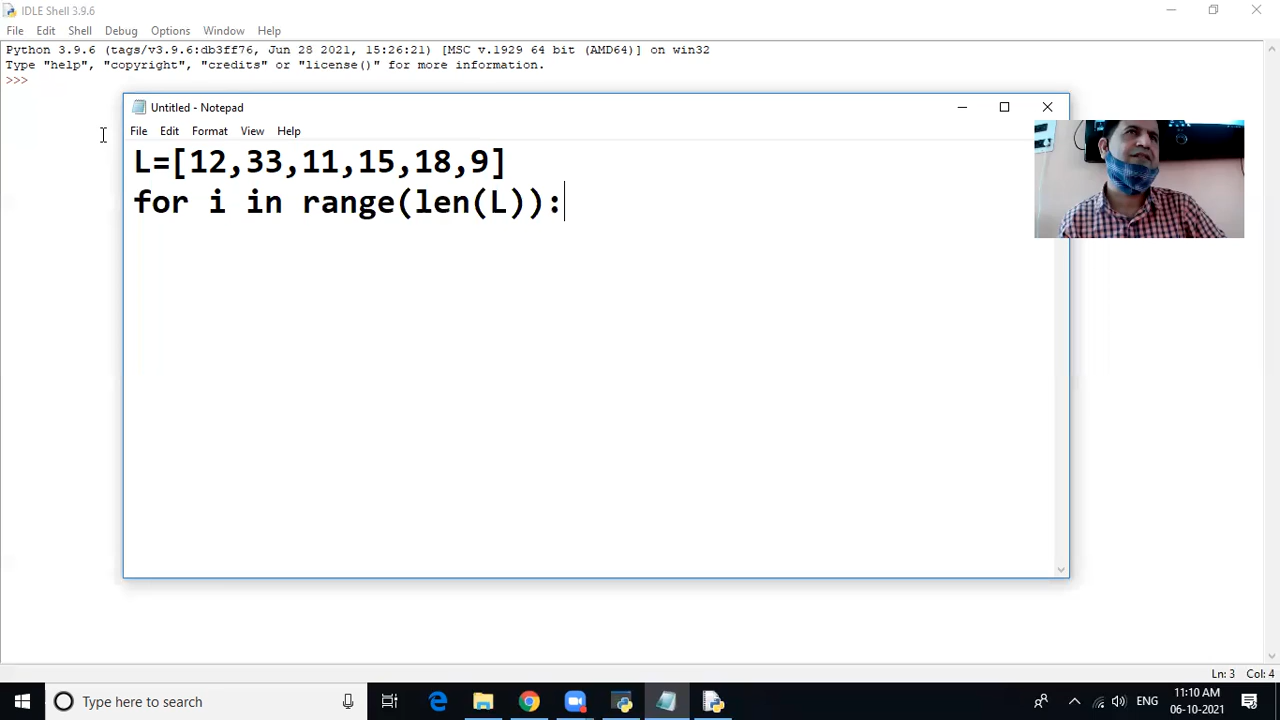 IDLE Shell 3.9.6
File Edit Shell Debug Options Window Help
Python 3.9.6 (tags/v3.9.6:db3ff76, Jun 28 2021, 15:26:21) [MSC v.1929 64 bit (AMD64)] on win32
Type "help", "copyright", "credits" or "license()" for more information.
>>>
Untitled - Notepad
File Edit Format View Help
L=[12,33,11,15,18,9]
for i in range(len(L)):
Ln: 3 Col: 4
Type here to search
ENG
11:10 AM
06-10-2021